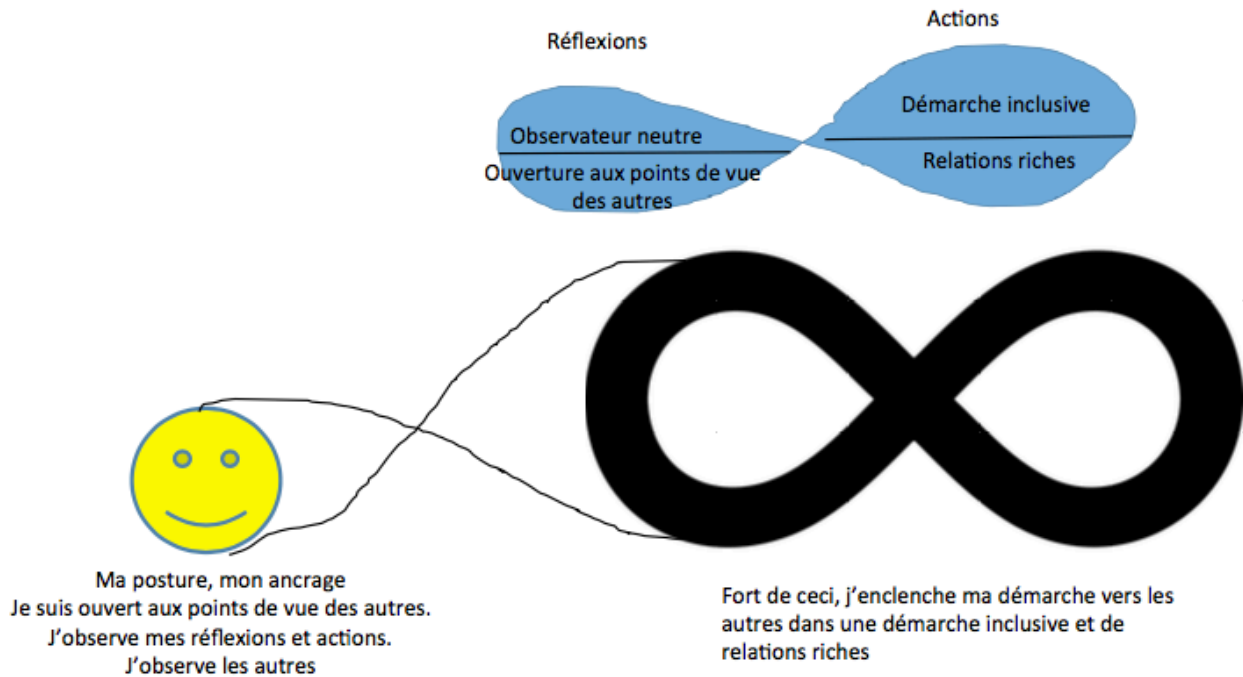 Réflexions
Actions
Observateur neutre
Ouverture aux points de vue
des autres
Démarche inclusive
Relations riches
Ma posture, mon ancrage
Je suis ouvert aux points de vue des autres.
J’observe mes réflexions et actions.
J’observe les autres
Fort de ceci, j’enclenche ma démarche vers les
autres dans une démarche inclusive et de
relations riches